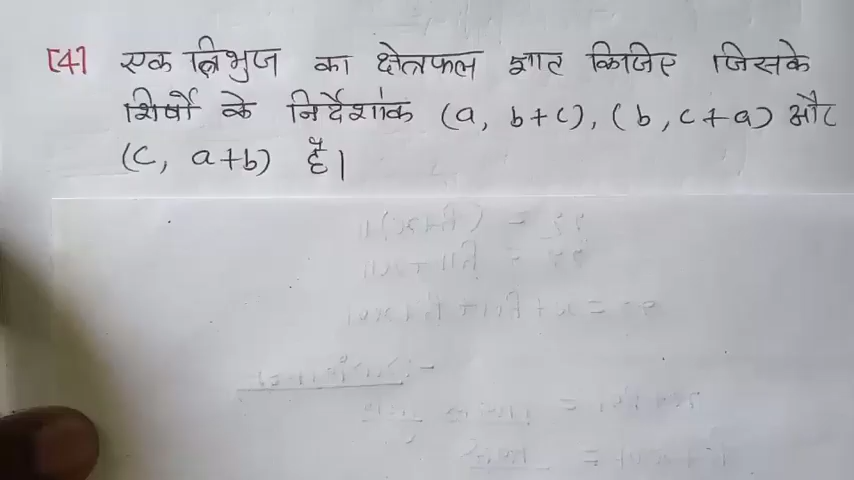 [4] एक त्रिभुज का क्षेत्रफल ज्ञात किजिए जिसके
शिर्षो के निर्देशांक (a, b+c), (b, c+a) और
(c, a+b) है।